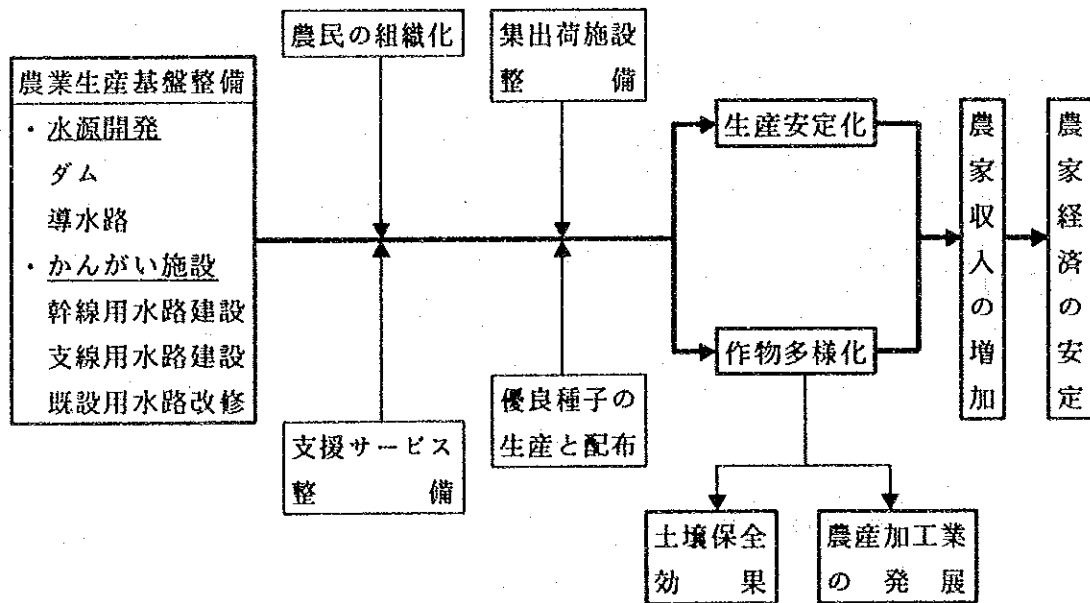 農業生産基盤整備
・水源開発
ダム
導水路
・かんがい施設
幹線用水路建設
支線用水路建設
既設用水路改修
農民の組織化
集出荷施設
整備
支援サービス
整備
優良種子の
生産と配布
生産安定化
作物多様化
土壌保全
効果
農産加工業
の発展
農家収入の増加
農家経済の安定